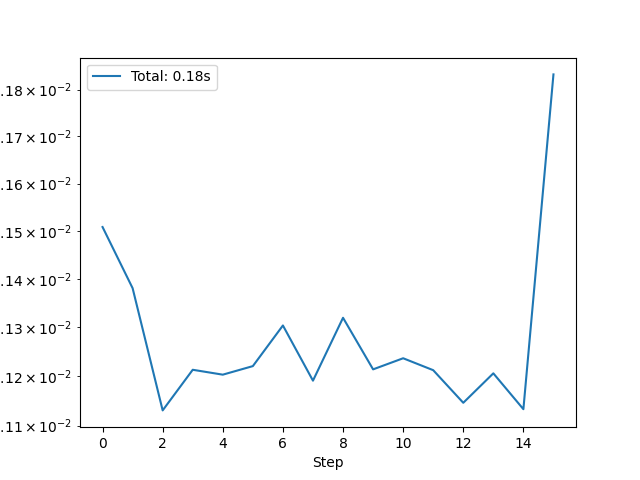 Total: 0.18s
.18 × 10⁻²
.17 × 10⁻²
.16 × 10⁻²
.15 × 10⁻²
.14 × 10⁻²
.13 × 10⁻²
.12 × 10⁻²
.11 × 10⁻²
0 2 4 6 8 10 12 14
Step